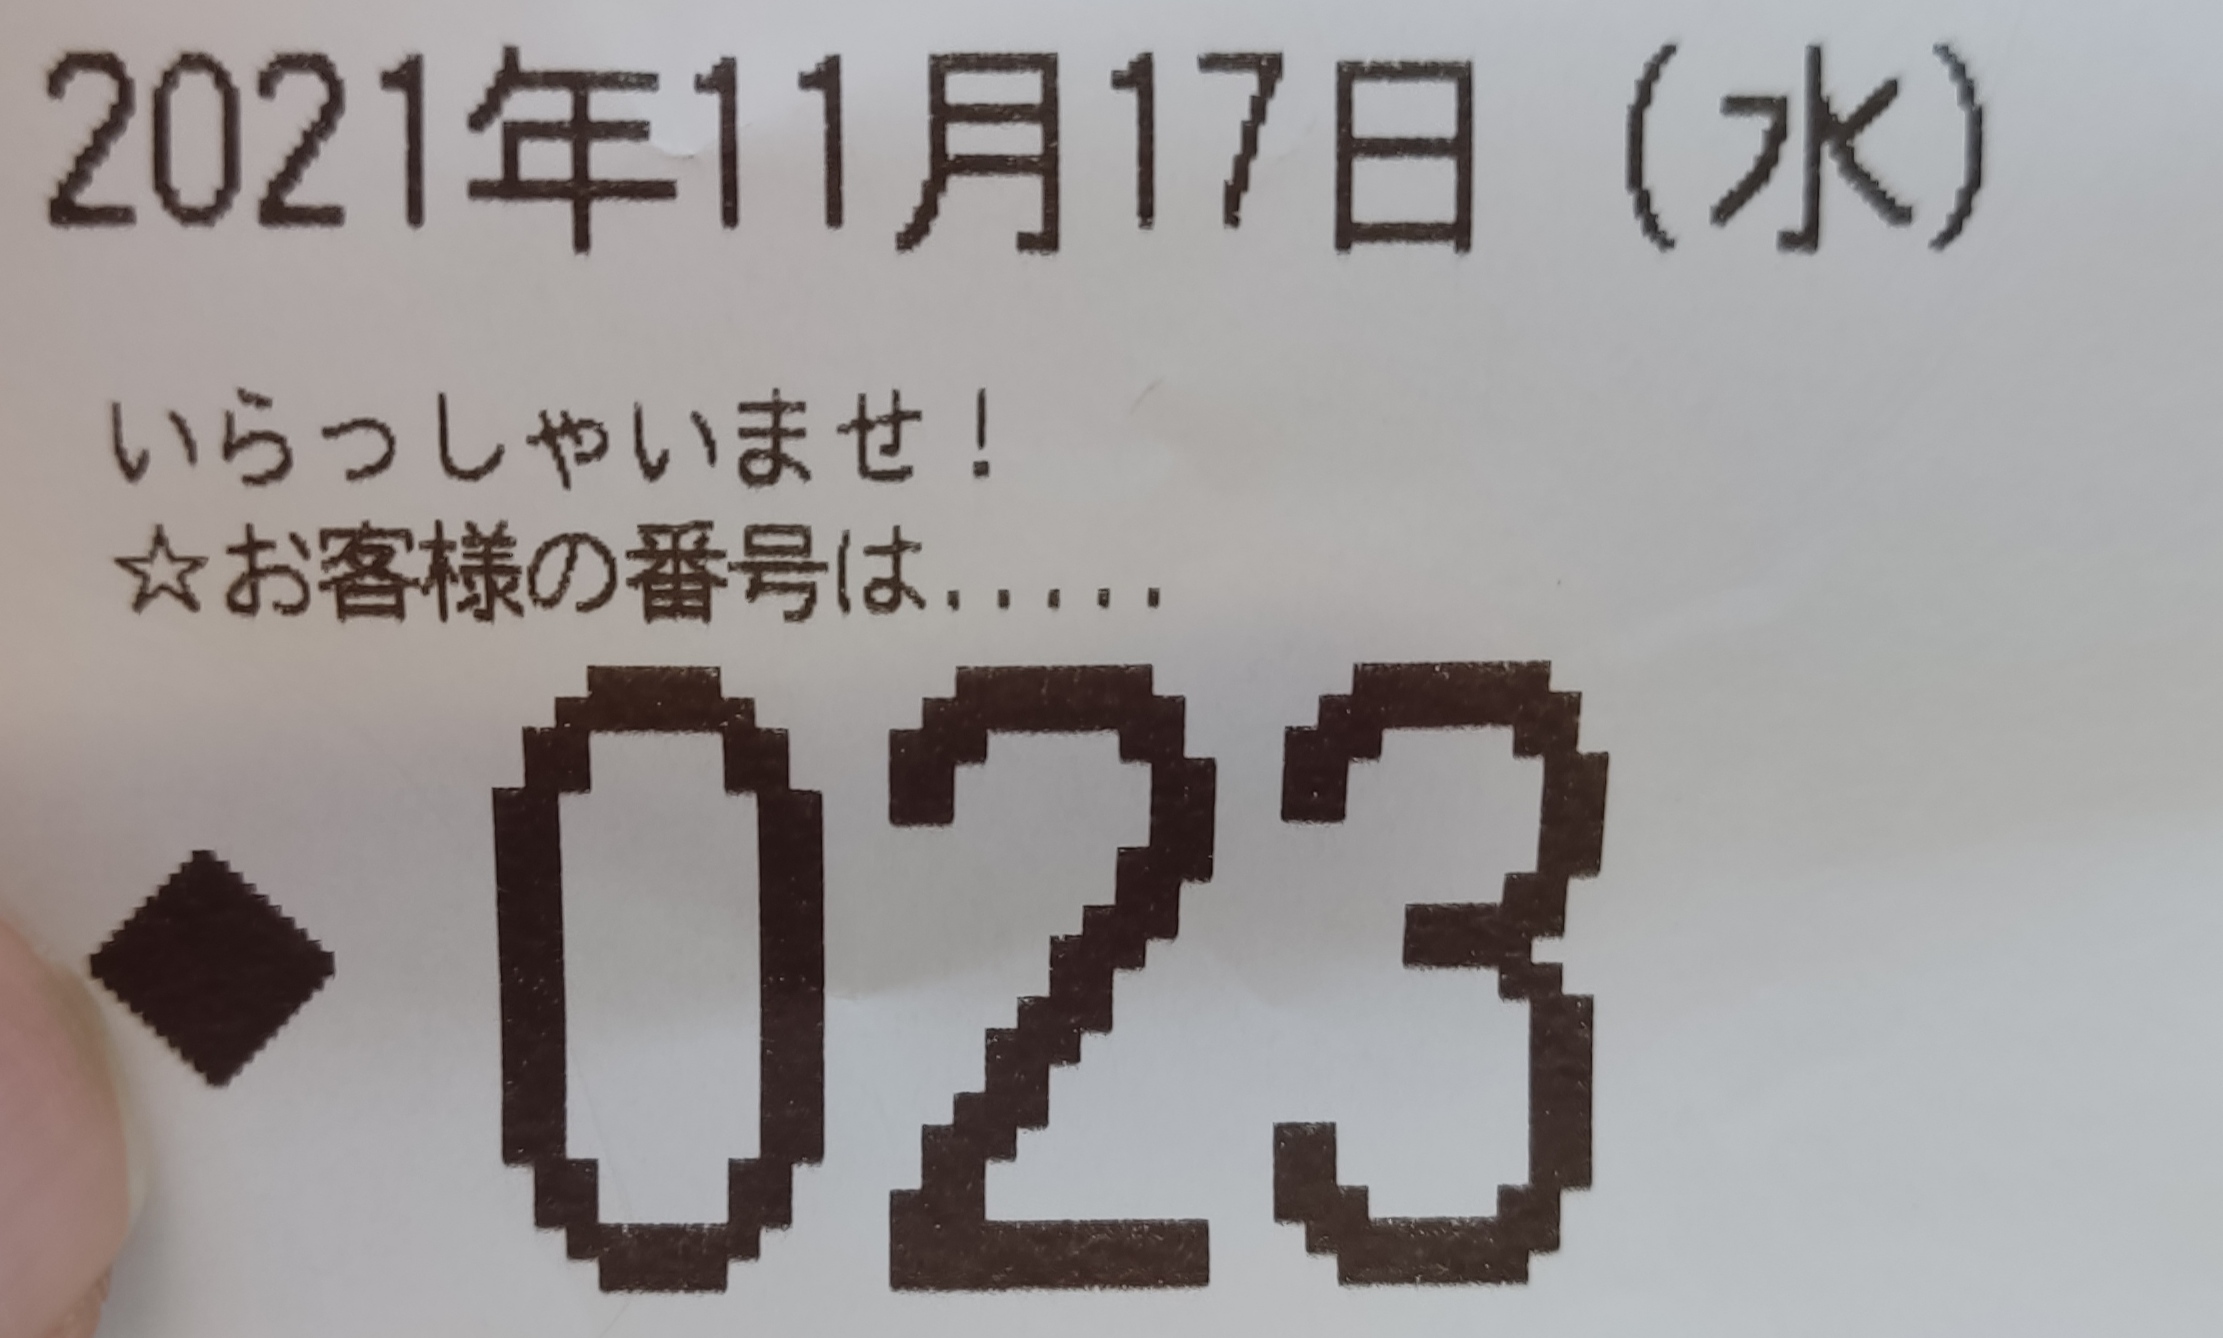 2021年11月17日（水）
いらっしゃいませ！
☆お客様の番号は.....
◆ 023